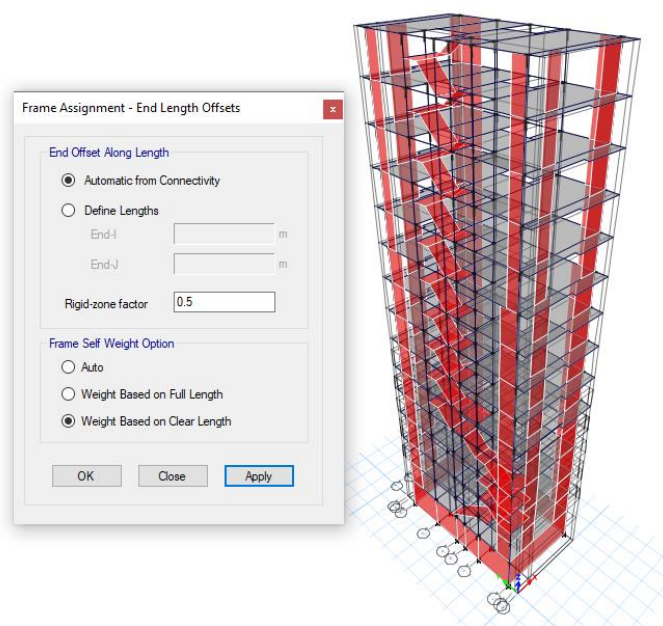 Frame Assignment - End Length Offsets
End Offset Along Length
Automatic from Connectivity
Define Lengths
End-I
m
End-J
m
Rigid-zone factor
0.5
Frame Self Weight Option
Auto
Weight Based on Full Length
Weight Based on Clear Length
OK
Close
Apply